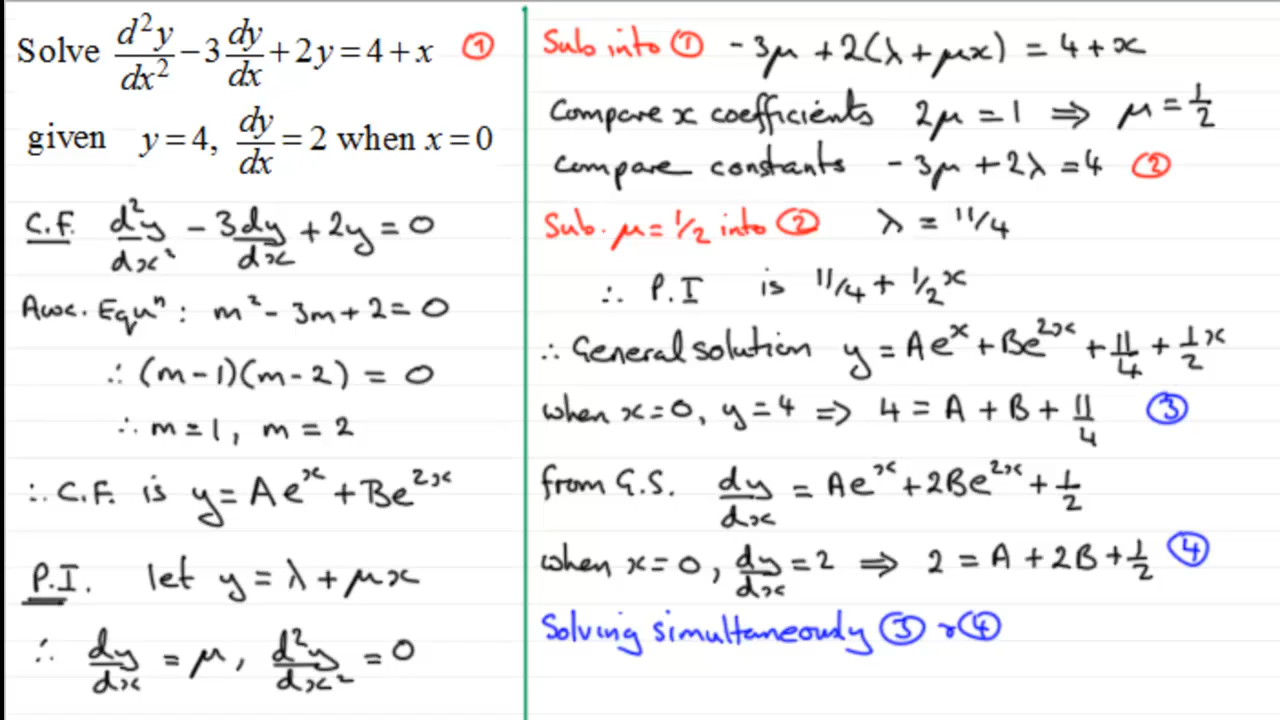 Solve d²y/dx² − 3 dy/dx + 2y = 4 + x ①
given y = 4, dy/dx = 2 when x = 0
C.F. d²y/dx² − 3dy/dx + 2y = 0
Aux. Equⁿ: m² − 3m + 2 = 0
∴ (m − 1)(m − 2) = 0
∴ m = 1, m = 2
∴ C.F. is y = Ae^x + Be^2x
P.I. let y = λ + μx
∴ dy/dx = μ, d²y/dx² = 0
Sub into ① −3μ + 2(λ + μx) = 4 + x
Compare x coefficients 2μ = 1 ⇒ μ = 1/2
Compare constants −3μ + 2λ = 4 ②
Sub. μ = 1/2 into ② λ = 11/4
∴ P.I is 11/4 + 1/2 x
∴ General solution y = Ae^x + Be^2x + 11/4 + 1/2 x
when x = 0, y = 4 ⇒ 4 = A + B + 11/4 ③
from G.S. dy/dx = Ae^x + 2Be^2x + 1/2
when x = 0, dy/dx = 2 ⇒ 2 = A + 2B + 1/2 ④
Solving simultaneously ③ & ④